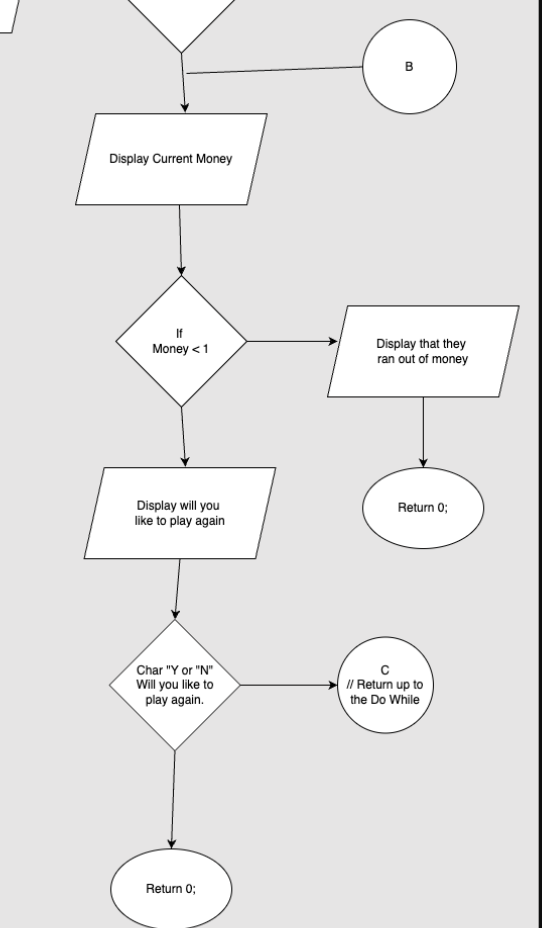 B
Display Current Money
If
Money < 1
Display that they
ran out of money
Display will you
like to play again
Return 0;
Char "Y or "N"
Will you like to
play again.
C
// Return up to
the Do While
Return 0;